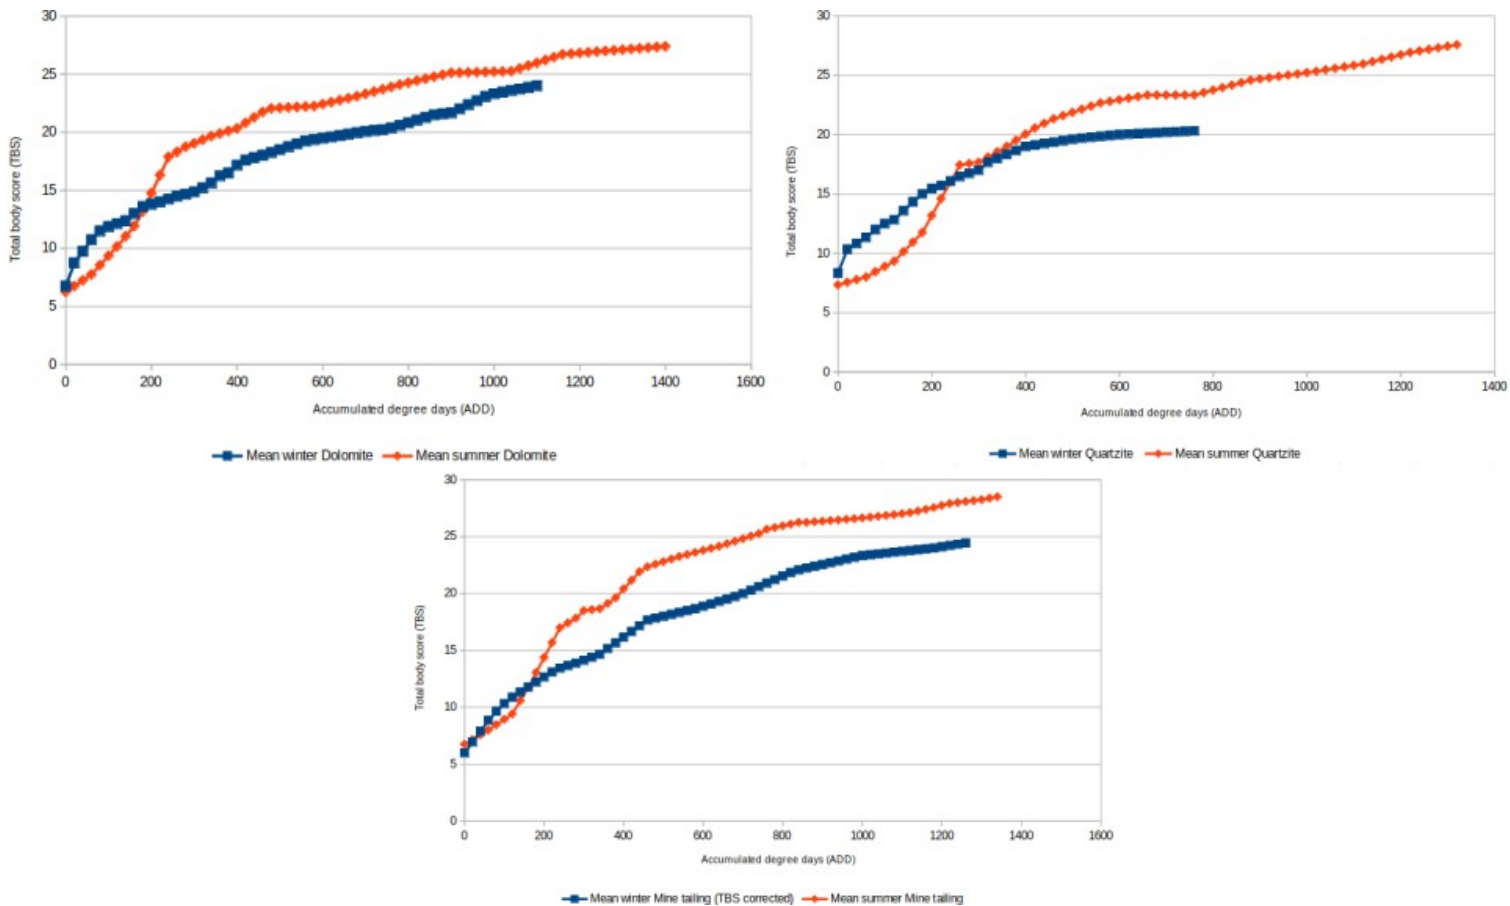 30
25
20
15
10
5
0
Total body score (TBS)
0 200 400 600 800 1000 1200 1400 1600
Accumulated degree days (ADD)
Mean winter Dolomite Mean summer Dolomite
30
25
20
15
10
5
0
Total body score (TBS)
0 200 400 600 800 1000 1200 1400
Accumulated degree days (ADD)
Mean winter Quartzite Mean summer Quartzite
30
25
20
15
10
5
0
Total body score (TBS)
0 200 400 600 800 1000 1200 1400 1600
Accumulated degree days (ADD)
Mean winter Mine tailing (TBS corrected) Mean summer Mine tailing